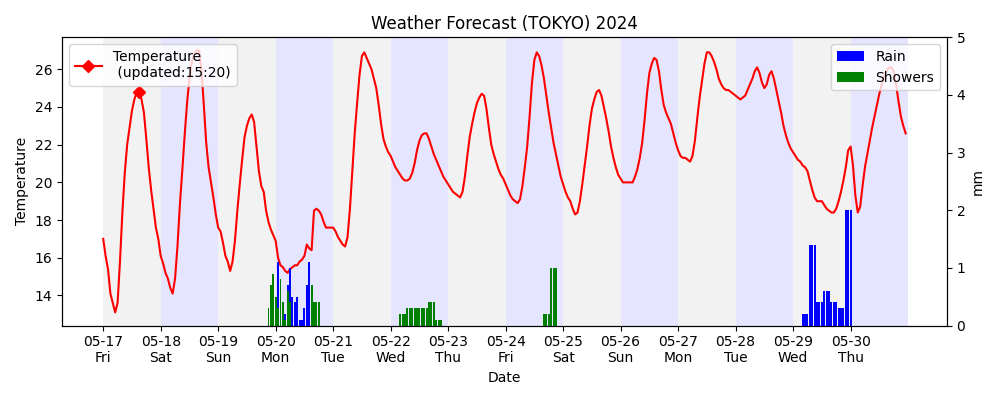 Weather Forecast (TOKYO) 2024
Temperature
(updated:15:20)
Rain
Showers
Temperature
26
24
22
20
18
16
14
5
4
3
2
1
0
mm
05-17 05-18 05-19 05-20 05-21 05-22 05-23 05-24 05-25 05-26 05-27 05-28 05-29 05-30
Fri Sat Sun Mon Tue Wed Thu Fri Sat Sun Mon Tue Wed Thu
Date